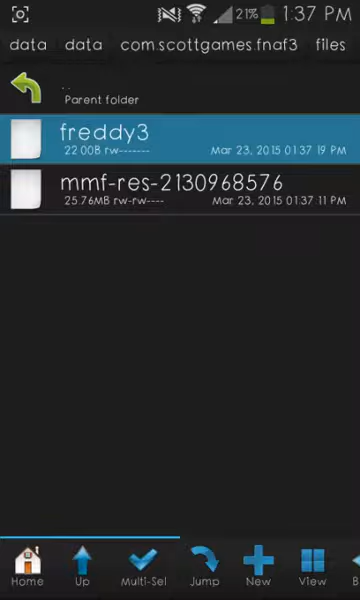 21% 1:37 PM
data data com.scottgames.fnaf3 files
..
Parent folder
freddy3
22.00B rw------- Mar 23, 2015 01:37:19 PM
mmf-res-2130968576
25.76MB rw-rw---- Mar 23, 2015 01:37:11 PM
Home Up Multi-Sel Jump New View B